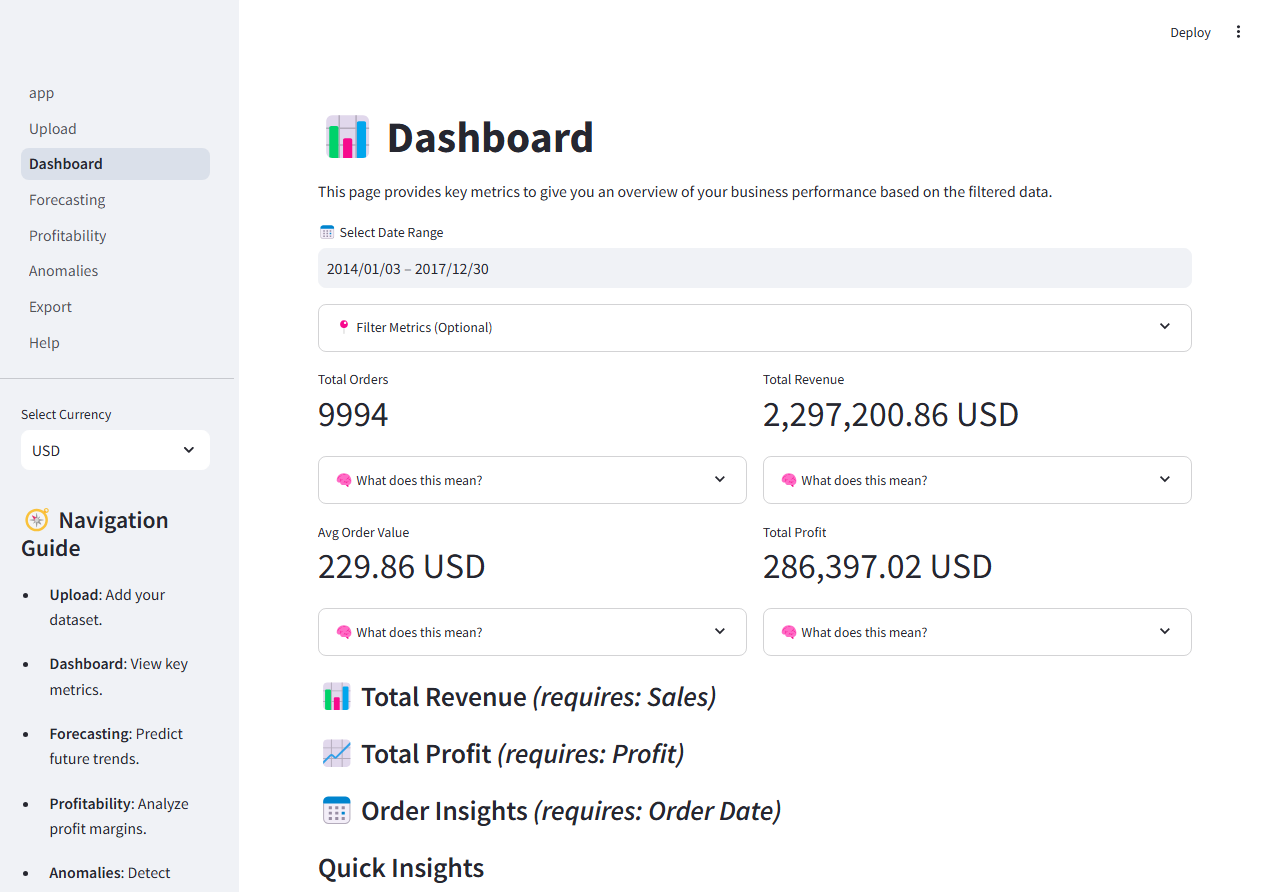 Deploy
app
Upload
Dashboard
Forecasting
Profitability
Anomalies
Export
Help
Select Currency
USD
Navigation
Guide
Upload: Add your
dataset.
Dashboard: View key
metrics.
Forecasting: Predict
future trends.
Profitability: Analyze
profit margins.
Anomalies: Detect
Dashboard
This page provides key metrics to give you an overview of your business performance based on the filtered data.
Select Date Range
2014/01/03 – 2017/12/30
Filter Metrics (Optional)
Total Orders
9994
What does this mean?
Total Revenue
2,297,200.86 USD
What does this mean?
Avg Order Value
229.86 USD
What does this mean?
Total Profit
286,397.02 USD
What does this mean?
Total Revenue (requires: Sales)
Total Profit (requires: Profit)
Order Insights (requires: Order Date)
Quick Insights